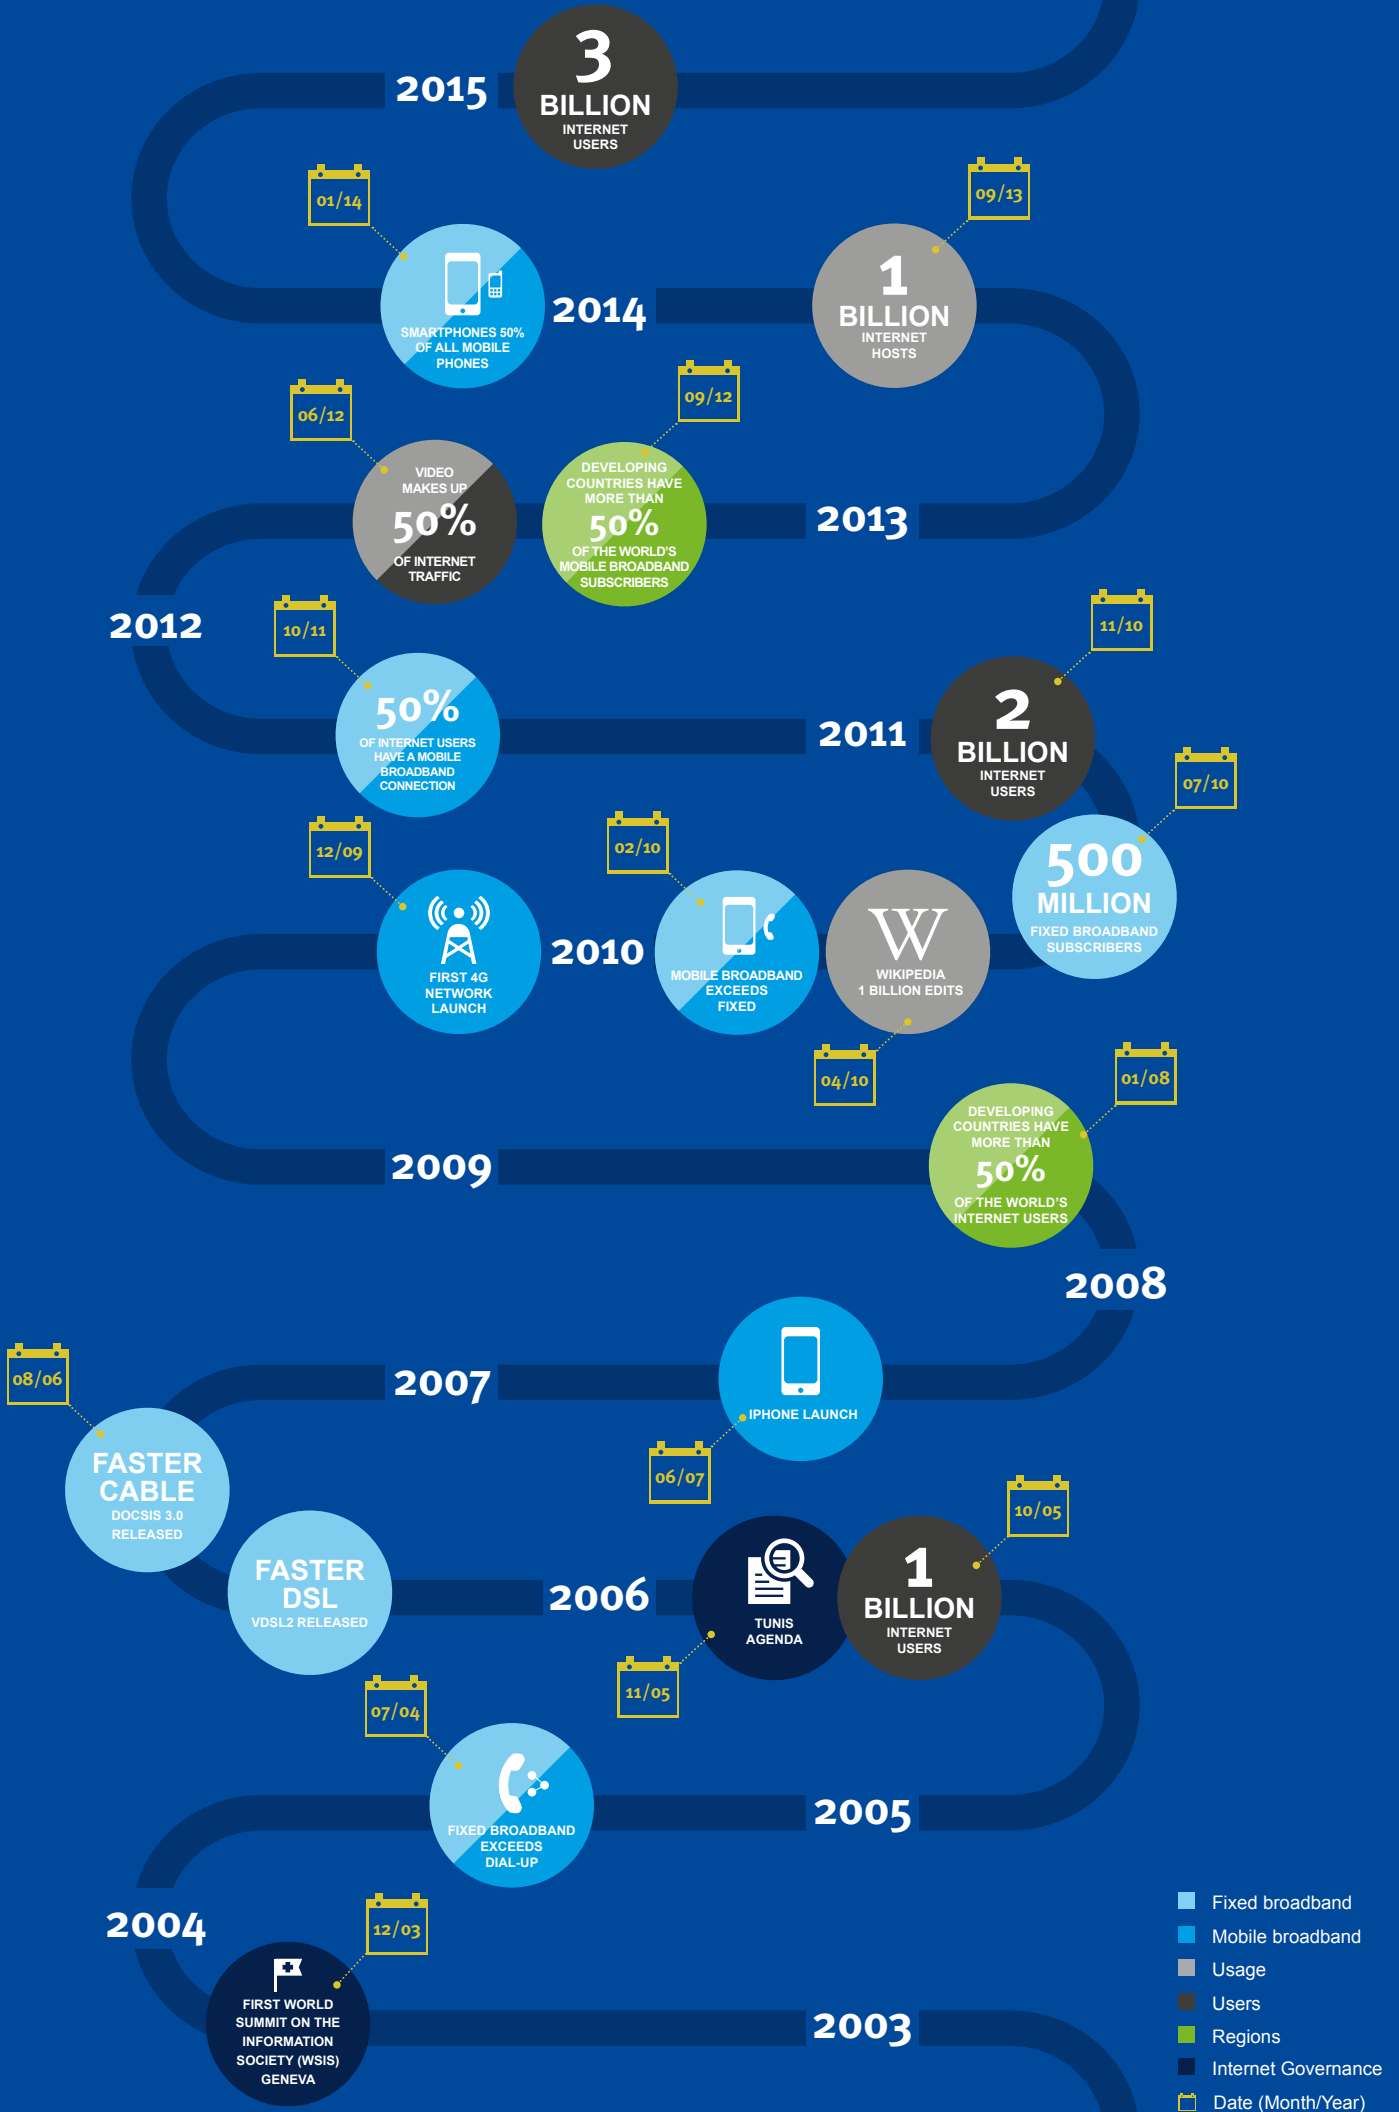 2015
3
BILLION
INTERNET
USERS
01/14
09/13
SMARTPHONES 50%
OF ALL MOBILE
PHONES
2014
1
BILLION
INTERNET
HOSTS
06/12
09/12
VIDEO
MAKES UP
50%
OF INTERNET
TRAFFIC
DEVELOPING
COUNTRIES HAVE
MORE THAN
50%
OF THE WORLD'S
MOBILE BROADBAND
SUBSCRIBERS
2013
2012
10/11
11/10
50%
OF INTERNET USERS
HAVE A MOBILE
BROADBAND
CONNECTION
2011
2
BILLION
INTERNET
USERS
07/10
12/09
02/10
500
MILLION
FIXED BROADBAND
SUBSCRIBERS
FIRST 4G
NETWORK
LAUNCH
2010
MOBILE BROADBAND
EXCEEDS
FIXED
W
WIKIPEDIA
1 BILLION EDITS
04/10
01/08
2009
DEVELOPING
COUNTRIES HAVE
MORE THAN
50%
OF THE WORLD'S
INTERNET USERS
2008
08/06
2007
IPHONE LAUNCH
06/07
FASTER
CABLE
DOCSIS 3.0
RELEASED
10/05
FASTER
DSL
VDSL2 RELEASED
2006
TUNIS
AGENDA
1
BILLION
INTERNET
USERS
11/05
07/04
FIXED BROADBAND
EXCEEDS
DIAL-UP
2005
2004
12/03
FIRST WORLD
SUMMIT ON THE
INFORMATION
SOCIETY (WSIS)
GENEVA
2003
Fixed broadband
Mobile broadband
Usage
Users
Regions
Internet Governance
Date (Month/Year)